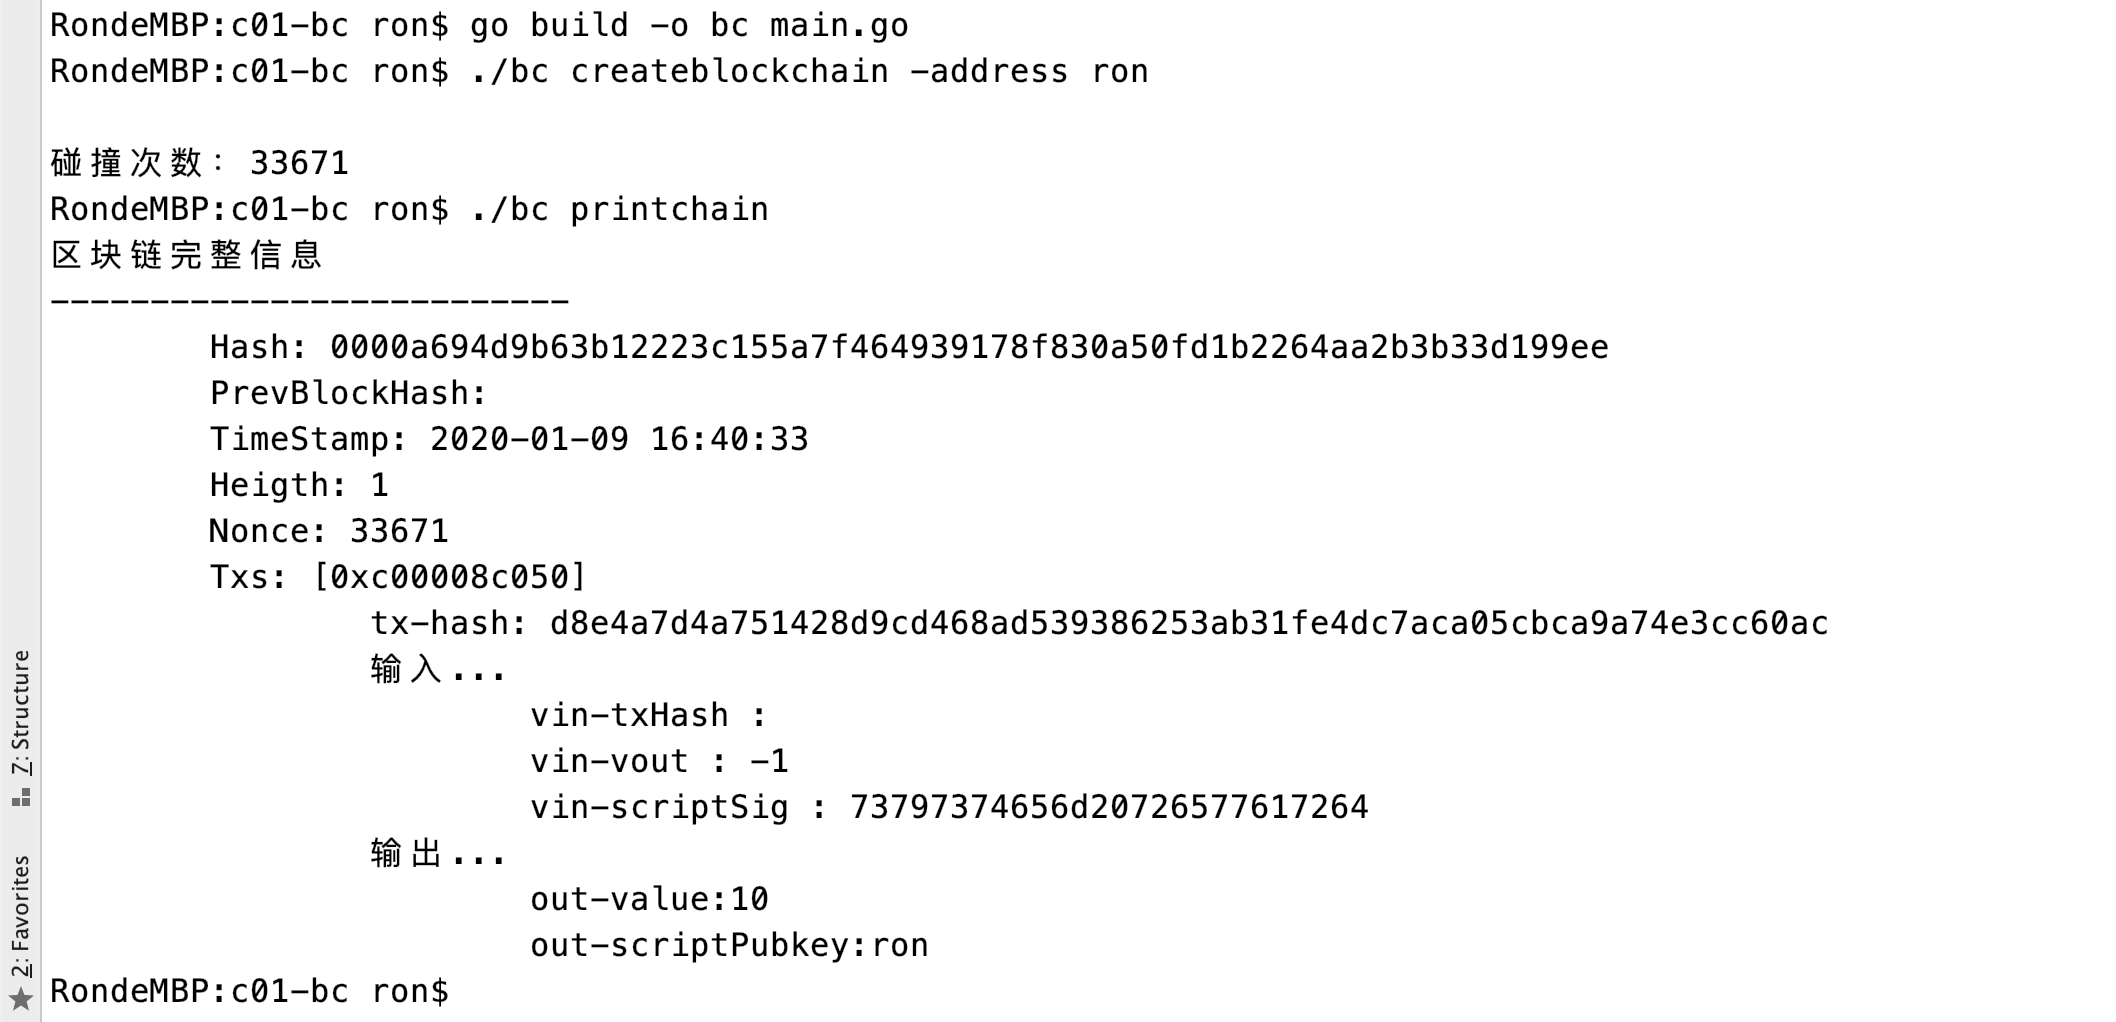 RondeMBP:c01-bc ron$ go build -o bc main.go
RondeMBP:c01-bc ron$ ./bc createblockchain -address ron
碰撞次数: 33671
RondeMBP:c01-bc ron$ ./bc printchain
区块链完整信息
--------------------------
Hash: 0000a694d9b63b12223c155a7f464939178f830a50fd1b2264aa2b3b33d199ee
PrevBlockHash:
TimeStamp: 2020-01-09 16:40:33
Heigth: 1
Nonce: 33671
Txs: [0xc00008c050]
tx-hash: d8e4a7d4a751428d9cd468ad539386253ab31fe4dc7aca05cbca9a74e3cc60ac
输入...
vin-txHash :
vin-vout : -1
vin-scriptSig : 73797374656d20726577617264
输出...
out-value:10
out-scriptPubkey:ron
RondeMBP:c01-bc ron$
Z: Structure
2: Favorites